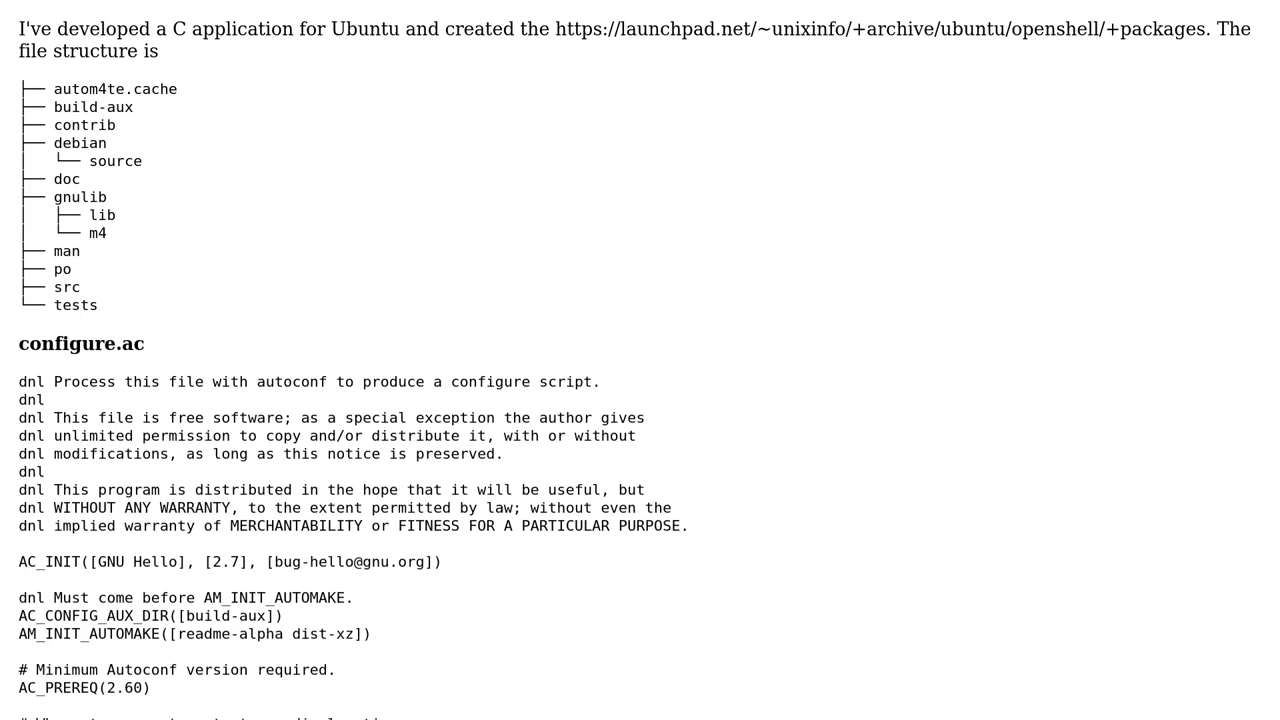 I've developed a C application for Ubuntu and created the https://launchpad.net/~unixinfo/+archive/ubuntu/openshell/+packages. The
file structure is
├── autom4te.cache
├── build-aux
├── contrib
├── debian
│   └── source
├── doc
├── gnulib
│   ├── lib
│   └── m4
├── man
├── po
├── src
└── tests
configure.ac
dnl Process this file with autoconf to produce a configure script.
dnl
dnl This file is free software; as a special exception the author gives
dnl unlimited permission to copy and/or distribute it, with or without
dnl modifications, as long as this notice is preserved.
dnl
dnl This program is distributed in the hope that it will be useful, but
dnl WITHOUT ANY WARRANTY, to the extent permitted by law; without even the
dnl implied warranty of MERCHANTABILITY or FITNESS FOR A PARTICULAR PURPOSE.
AC_INIT([GNU Hello], [2.7], [bug-hello@gnu.org])
dnl Must come before AM_INIT_AUTOMAKE.
AC_CONFIG_AUX_DIR([build-aux])
AM_INIT_AUTOMAKE([readme-alpha dist-xz])
# Minimum Autoconf version required.
AC_PREREQ(2.60)